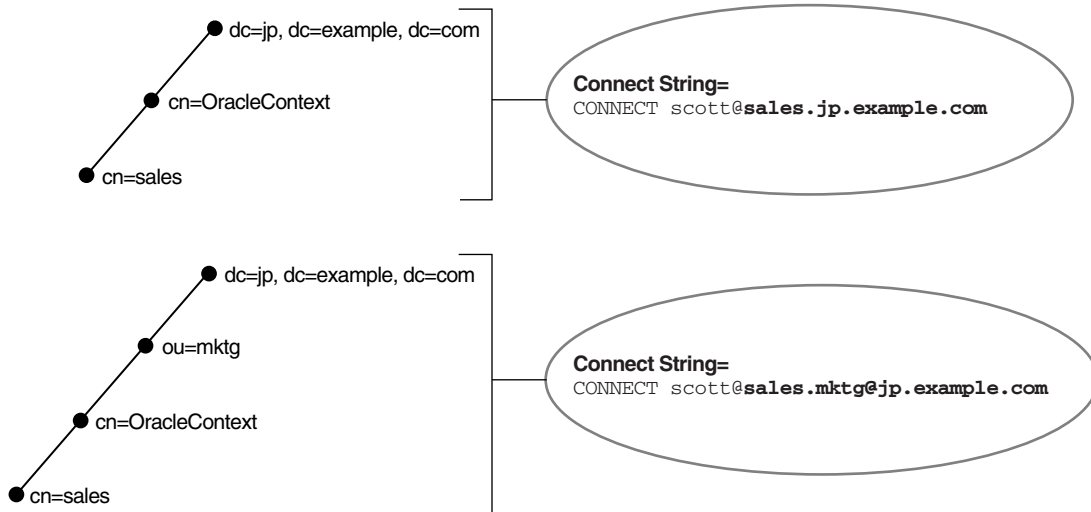 dc=jp, dc=example, dc=com
cn=OracleContext
cn=sales
Connect String=
CONNECT scott@sales.jp.example.com
dc=jp, dc=example, dc=com
ou=mktg
cn=OracleContext
cn=sales
Connect String=
CONNECT scott@sales.mktg@jp.example.com